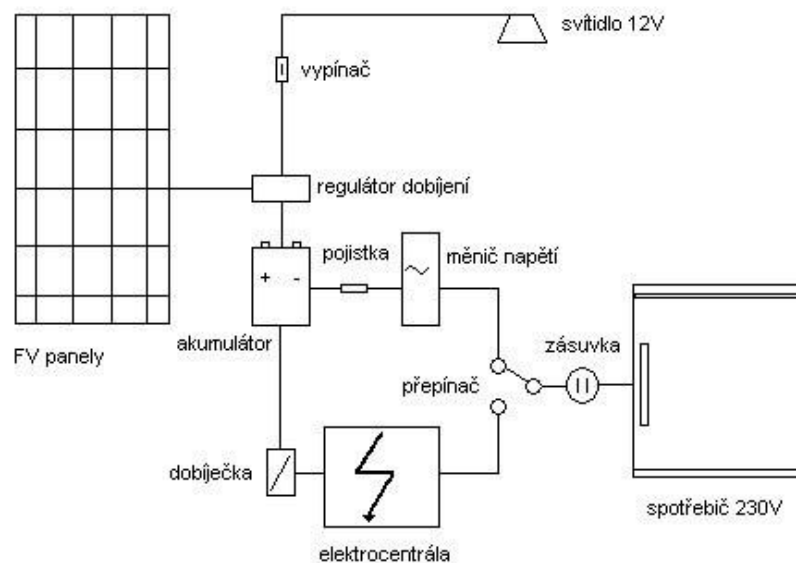 svítidlo 12V
vypínač
regulátor dobíjení
pojistka
měnič napětí
+ -
akumulátor
FV panely
zásuvka
přepínač
dobíječka
spotřebič 230V
elektrocentrála